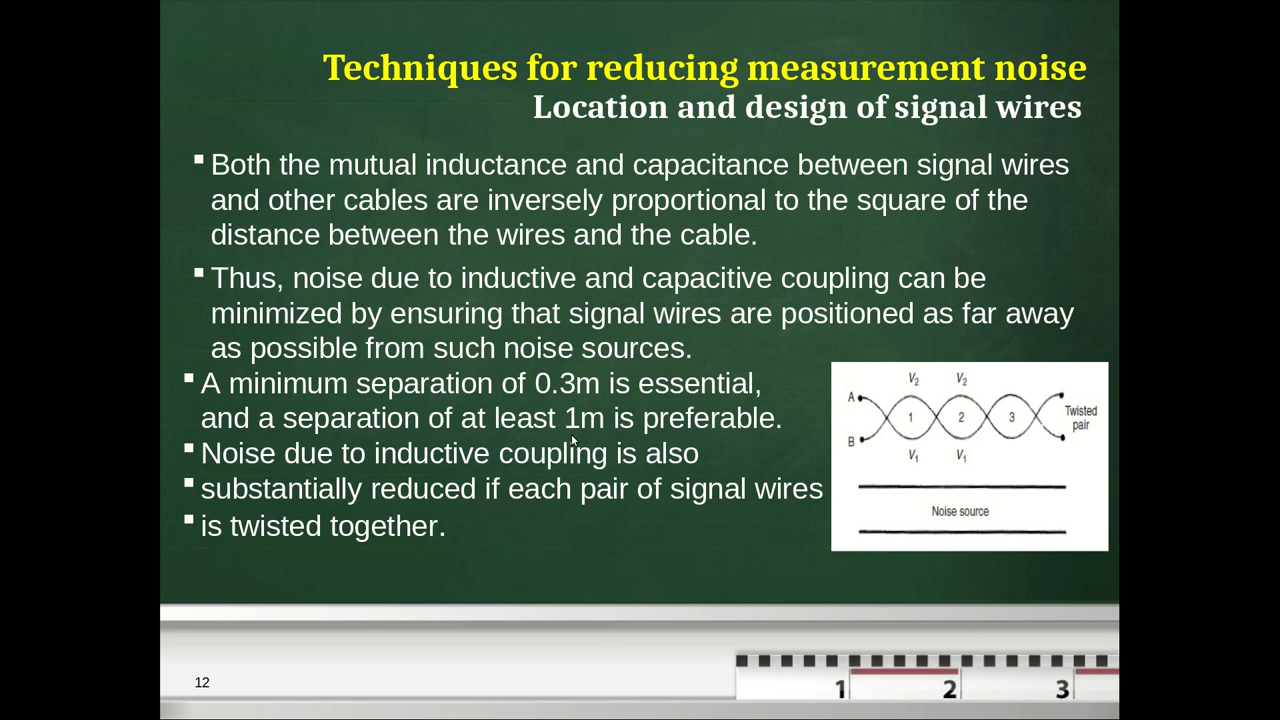 Techniques for reducing measurement noise
Location and design of signal wires
▪ Both the mutual inductance and capacitance between signal wires
and other cables are inversely proportional to the square of the
distance between the wires and the cable.
▪ Thus, noise due to inductive and capacitive coupling can be
minimized by ensuring that signal wires are positioned as far away
as possible from such noise sources.
▪ A minimum separation of 0.3m is essential,
and a separation of at least 1m is preferable.
▪ Noise due to inductive coupling is also
▪ substantially reduced if each pair of signal wires
▪ is twisted together.
V2 V2
A 1 2 3 Twisted
pair
B
V1 V1
Noise source
12
1 2 3